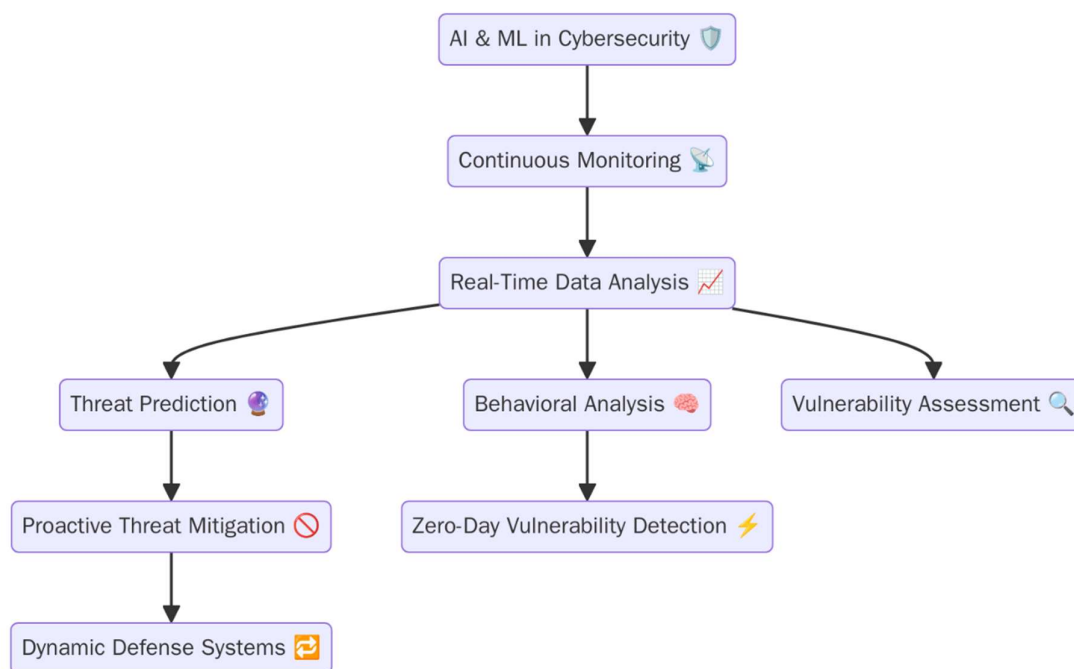 AI & ML in Cybersecurity 🛡️
Continuous Monitoring 📡
Real-Time Data Analysis 📈
Threat Prediction 🔮
Behavioral Analysis 🧠
Vulnerability Assessment 🔍
Proactive Threat Mitigation 🚫
Zero-Day Vulnerability Detection ⚡
Dynamic Defense Systems 🔁